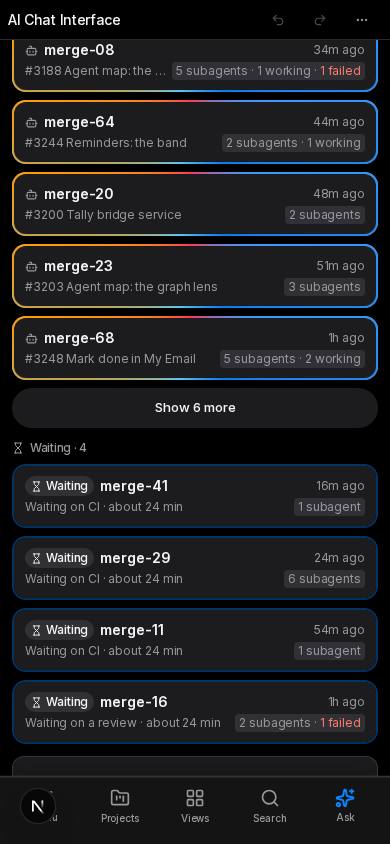 AI Chat Interface
merge-08
34m ago
#3188 Agent map: the ...
5 subagents · 1 working · 1 failed
merge-64
44m ago
#3244 Reminders: the band
2 subagents · 1 working
merge-20
48m ago
#3200 Tally bridge service
2 subagents
merge-23
51m ago
#3203 Agent map: the graph lens
3 subagents
merge-68
1h ago
#3248 Mark done in My Email
5 subagents · 2 working
Show 6 more
Waiting · 4
Waiting merge-41
16m ago
Waiting on CI · about 24 min
1 subagent
Waiting merge-29
24m ago
Waiting on CI · about 24 min
6 subagents
Waiting merge-11
54m ago
Waiting on CI · about 24 min
1 subagent
Waiting merge-16
1h ago
Waiting on a review · about 24 min
2 subagents · 1 failed
N
Projects
Views
Search
Ask